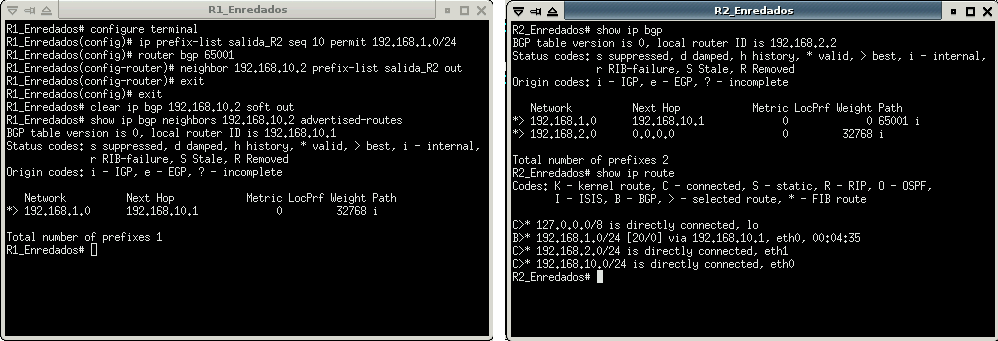 R1_Enredados
R1_Enredados# configure terminal
R1_Enredados(config)# ip prefix-list salida_R2 seq 10 permit 192.168.1.0/24
R1_Enredados(config)# router bgp 65001
R1_Enredados(config-router)# neighbor 192.168.10.2 prefix-list salida_R2 out
R1_Enredados(config-router)# exit
R1_Enredados(config)# exit
R1_Enredados# clear ip bgp 192.168.10.2 soft out
R1_Enredados# show ip bgp neighbors 192.168.10.2 advertised-routes
BGP table version is 0, local router ID is 192.168.10.1
Status codes: s suppressed, d damped, h history, * valid, > best, i - internal,
r RIB-failure, S Stale, R Removed
Origin codes: i - IGP, e - EGP, ? - incomplete
Network Next Hop Metric LocPrf Weight Path
*> 192.168.1.0 192.168.10.1 0 32768 i
Total number of prefixes 1
R1_Enredados#
R2_Enredados
R2_Enredados# show ip bgp
BGP table version is 0, local router ID is 192.168.2.2
Status codes: s suppressed, d damped, h history, * valid, > best, i - internal,
r RIB-failure, S Stale, R Removed
Origin codes: i - IGP, e - EGP, ? - incomplete
Network Next Hop Metric LocPrf Weight Path
*> 192.168.1.0 192.168.10.1 0 0 65001 i
*> 192.168.2.0 0.0.0.0 0 32768 i
Total number of prefixes 2
R2_Enredados# show ip route
Codes: K - kernel route, C - connected, S - static, R - RIP, O - OSPF,
I - ISIS, B - BGP, > - selected route, * - FIB route
C>* 127.0.0.0/8 is directly connected, lo
B>* 192.168.1.0/24 [20/0] via 192.168.10.1, eth0, 00:04:35
C>* 192.168.2.0/24 is directly connected, eth1
C>* 192.168.10.0/24 is directly connected, eth0
R2_Enredados#